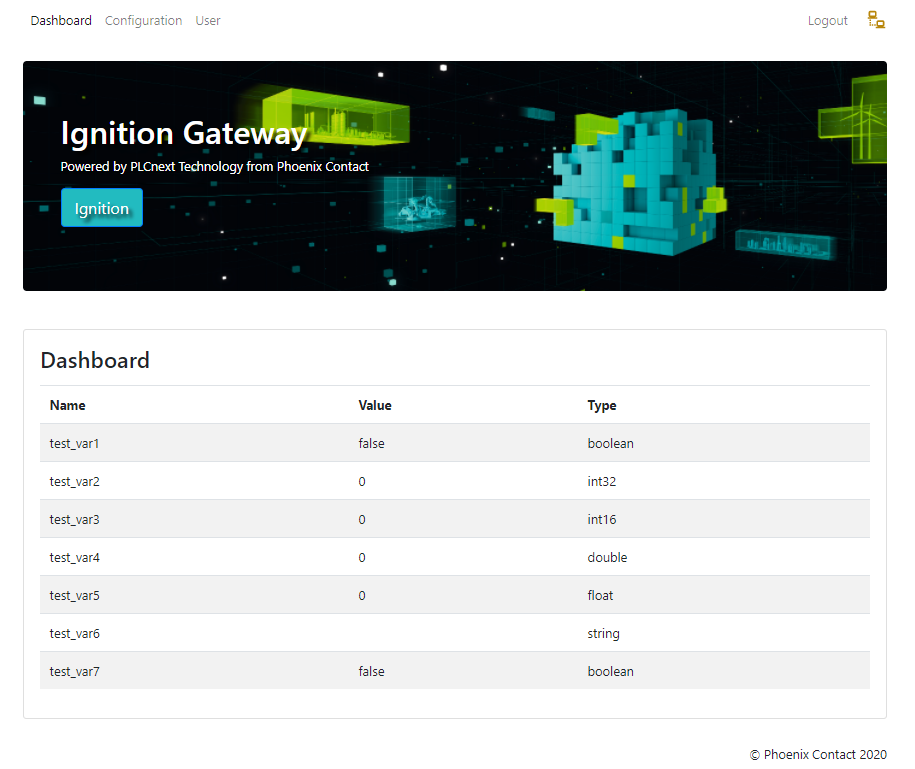 Dashboard Configuration User Logout
Ignition Gateway
Powered by PLCnext Technology from Phoenix Contact
Ignition
Dashboard
Name Value Type
test_var1 false boolean
test_var2 0 int32
test_var3 0 int16
test_var4 0 double
test_var5 0 float
test_var6 string
test_var7 false boolean
© Phoenix Contact 2020